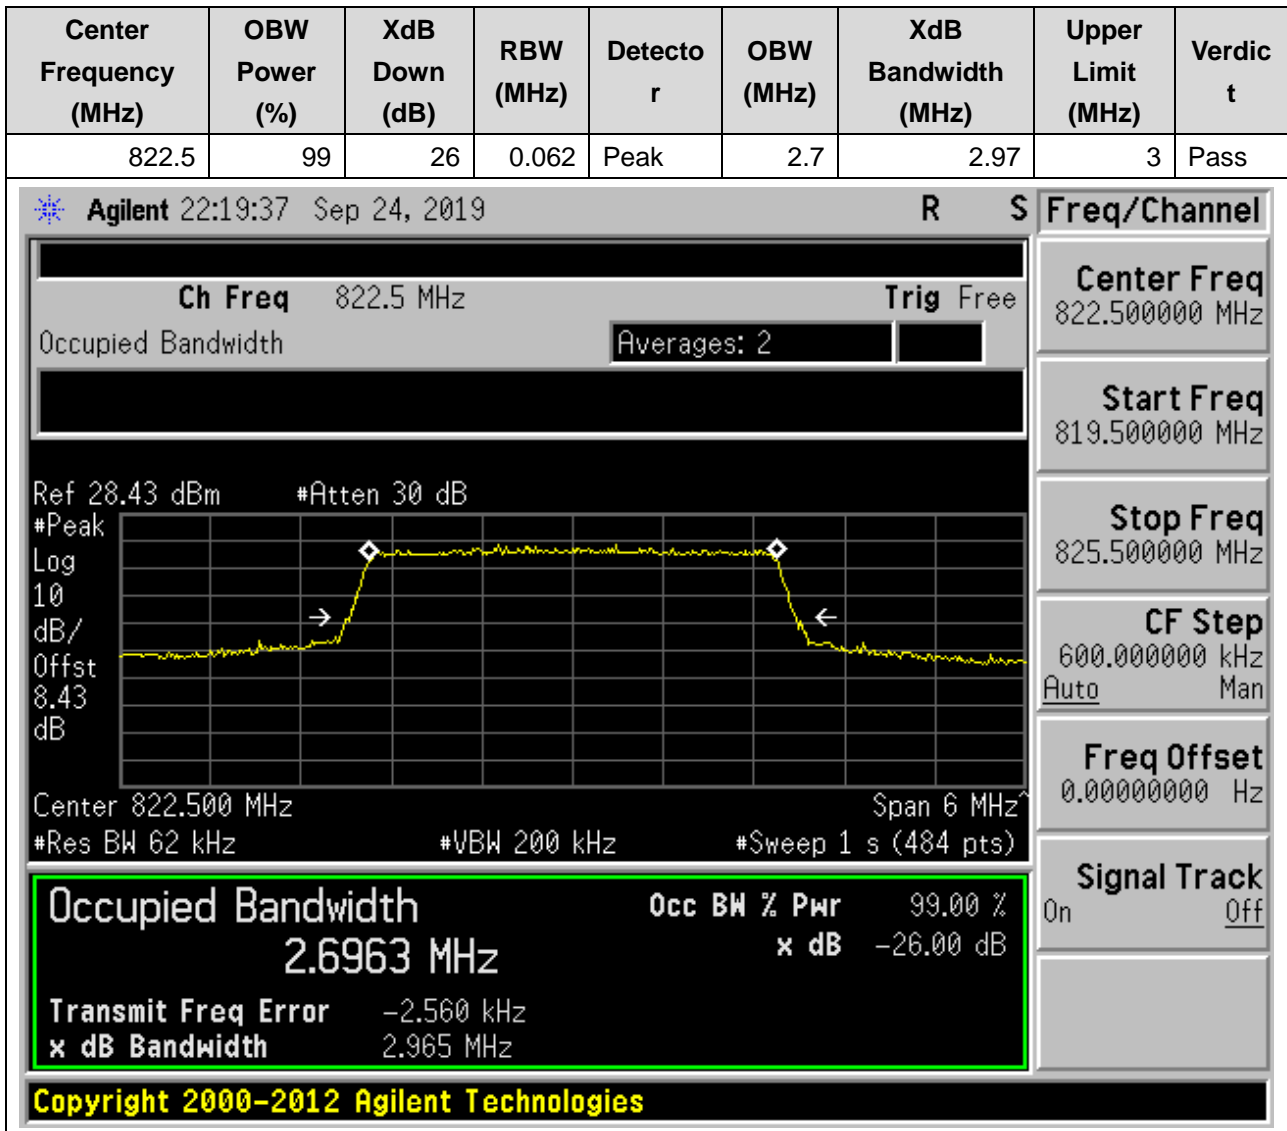 Center Frequency (MHz) OBW Power (%) XdB Down (dB) RBW (MHz) Detecto r OBW (MHz) XdB Bandwidth (MHz) Upper Limit (MHz) Verdic t
822.5 99 26 0.062 Peak 2.7 2.97 3 Pass
Agilent 22:19:37 Sep 24, 2019 R S Freq/Channel
Ch Freq 822.5 MHz Trig Free
Occupied Bandwidth Averages: 2
Center Freq
822.500000 MHz
Start Freq
819.500000 MHz
Stop Freq
825.500000 MHz
CF Step
600.000000 kHz
Auto Man
Freq Offset
0.00000000 Hz
Signal Track
On Off
Ref 28.43 dBm #Atten 30 dB
#Peak
Log
10
dB/
Offst
8.43
dB
Center 822.500 MHz Span 6 MHz^
#Res BW 62 kHz #VBW 200 kHz #Sweep 1 s (484 pts)
Occupied Bandwidth Occ BW % Pwr 99.00 %
2.6963 MHz x dB -26.00 dB
Transmit Freq Error -2.560 kHz
x dB Bandwidth 2.965 MHz
Copyright 2000-2012 Agilent Technologies